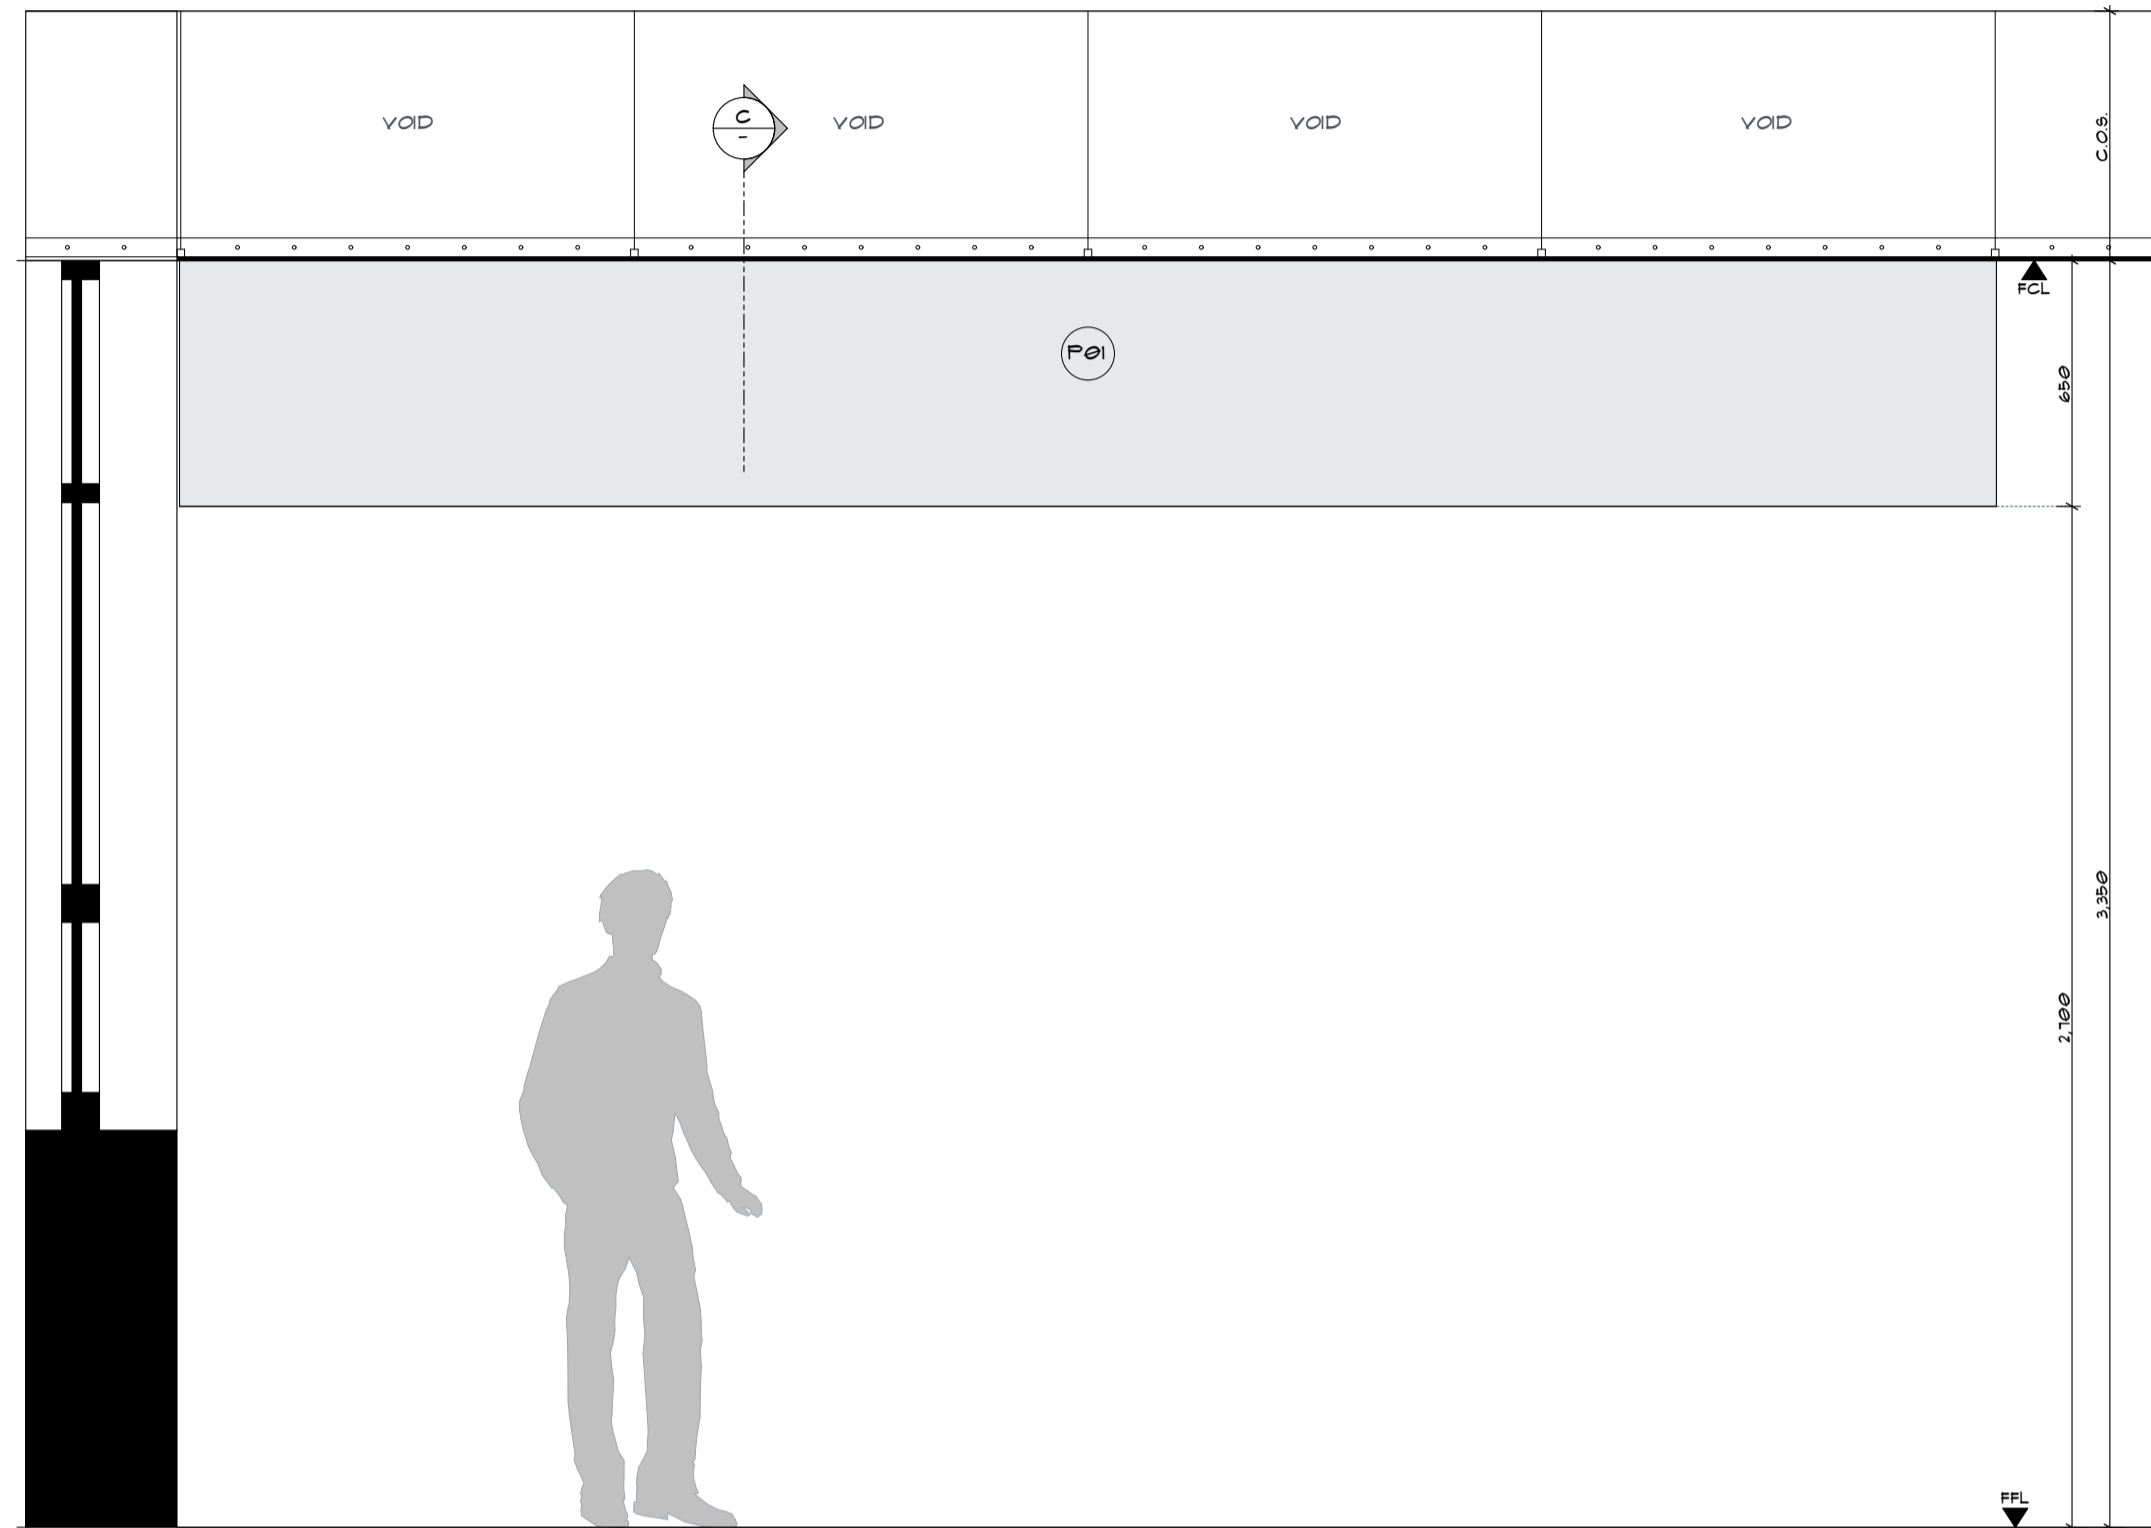 VOID
C
-
VOID
VOID
VOID
C.O.S.
FCL
P01
650
3,350
2,700
FFL